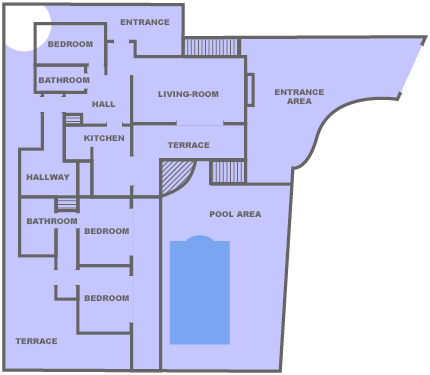 ENTRANCE
BEDROOM
BATHROOM
HALL
LIVING-ROOM
ENTRANCE
AREA
KITCHEN
TERRACE
HALLWAY
BATHROOM
POOL AREA
BEDROOM
BEDROOM
TERRACE